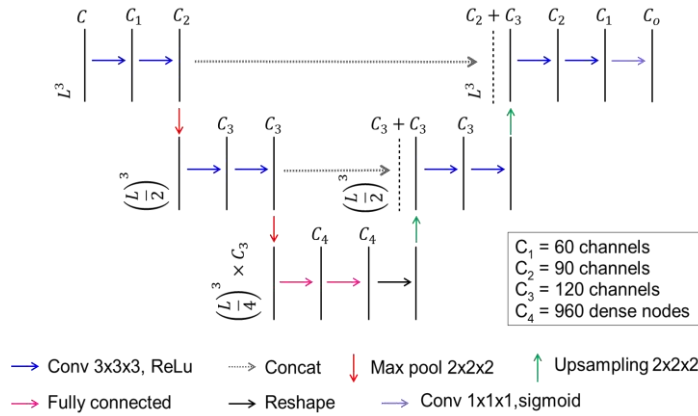 C C₁ C₂ C₂ + C₃ C₂ C₁ Cₒ
L³ L³
C₃ C₃ C₃ + C₃ C₃
(L/2)³ (L/2)³
C₄ C₄
(L/4)³ × C₃
C₁ = 60 channels
C₂ = 90 channels
C₃ = 120 channels
C₄ = 960 dense nodes
Conv 3x3x3, ReLu Concat Max pool 2x2x2 Upsampling 2x2x2
Fully connected Reshape Conv 1x1x1,sigmoid